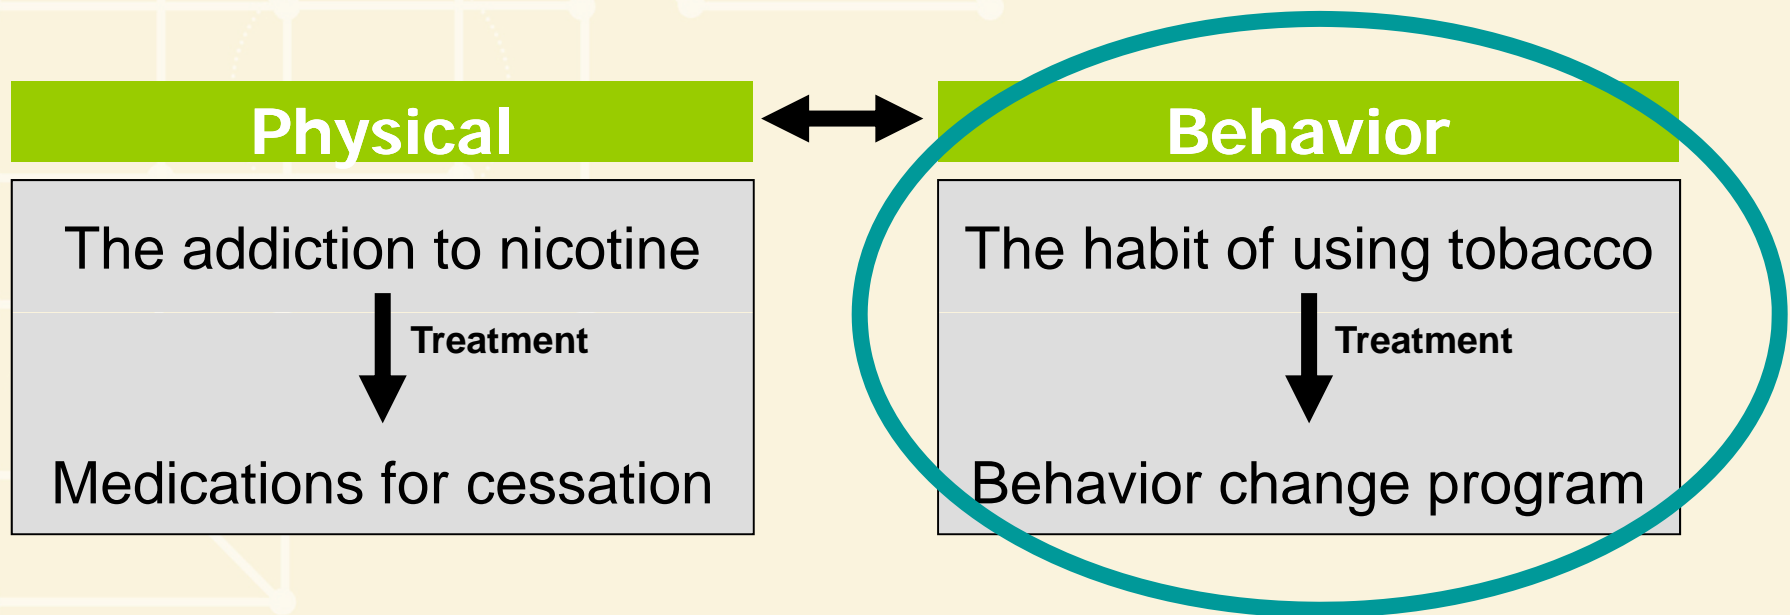 Physical
The addiction to nicotine
Treatment
Medications for cessation
Behavior
The habit of using tobacco
Treatment
Behavior change program